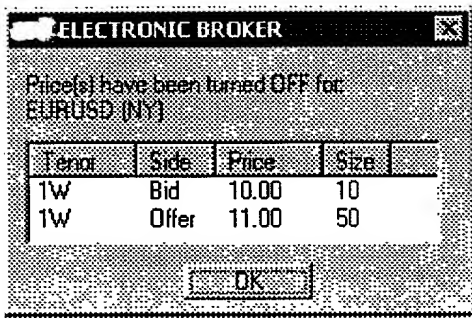 ELECTRONIC BROKER
Price(s) have been turned OFF for:
EURUSD (NY)
Tenor Side Price Size
1W Bid 10.00 10
1W Offer 11.00 50
OK